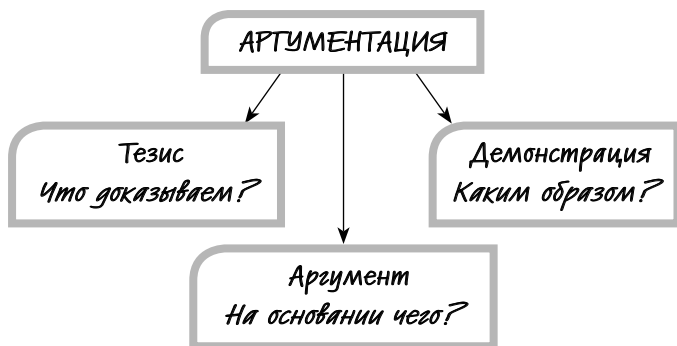 АРГУМЕНТАЦИЯ
Тезис
Что доказываем?
Демонстрация
Каким образом?
Аргумент
На основании чего?